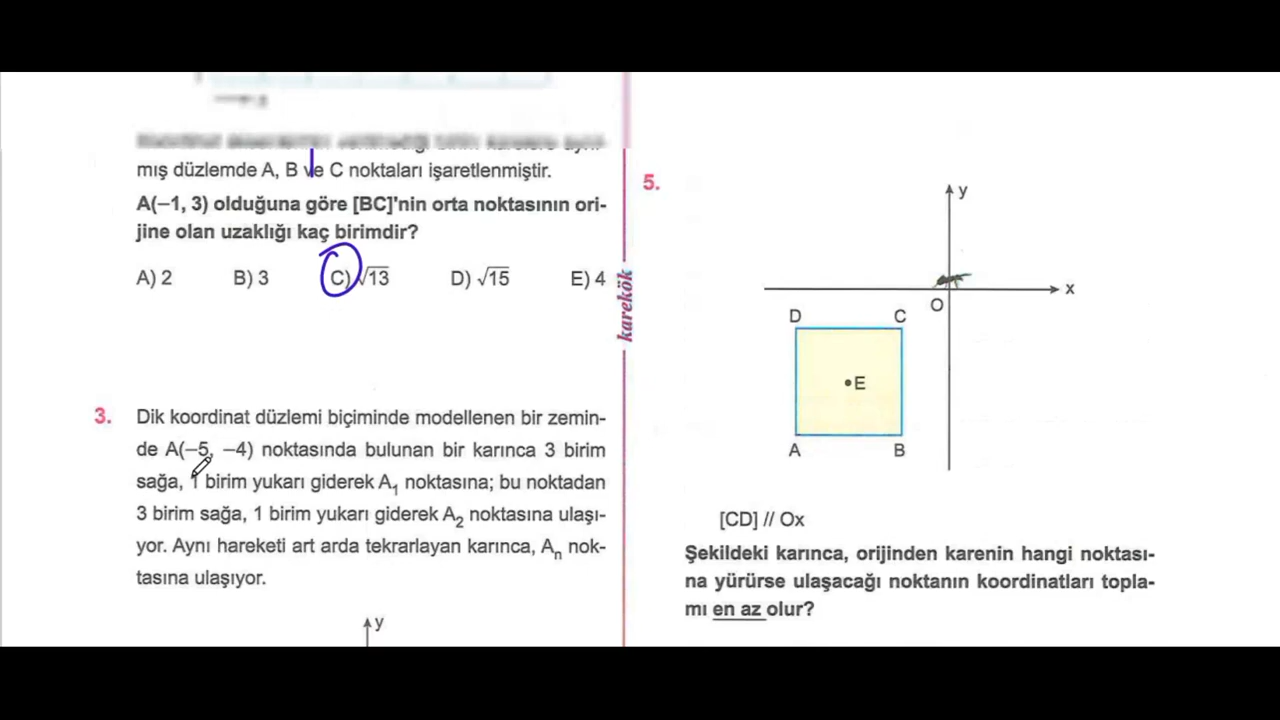 mış düzlemde A, B ve C noktaları işaretlenmiştir.
A(−1, 3) olduğuna göre [BC]'nin orta noktasının ori-
jine olan uzaklığı kaç birimdir?
A) 2 B) 3 C) √13 D) √15 E) 4
3. Dik koordinat düzlemi biçiminde modellenen bir zemin-
de A(−5, −4) noktasında bulunan bir karınca 3 birim
sağa, 1 birim yukarı giderek A₁ noktasına; bu noktadan
3 birim sağa, 1 birim yukarı giderek A₂ noktasına ulaşı-
yor. Aynı hareketi art arda tekrarlayan karınca, Aₙ nok-
tasına ulaşıyor.
y
karekök
5.
y
x
O
D C
E
A B
[CD] // Ox
Şekildeki karınca, orijinden karenin hangi noktası-
na yürürse ulaşacağı noktanın koordinatları topla-
mı en az olur?